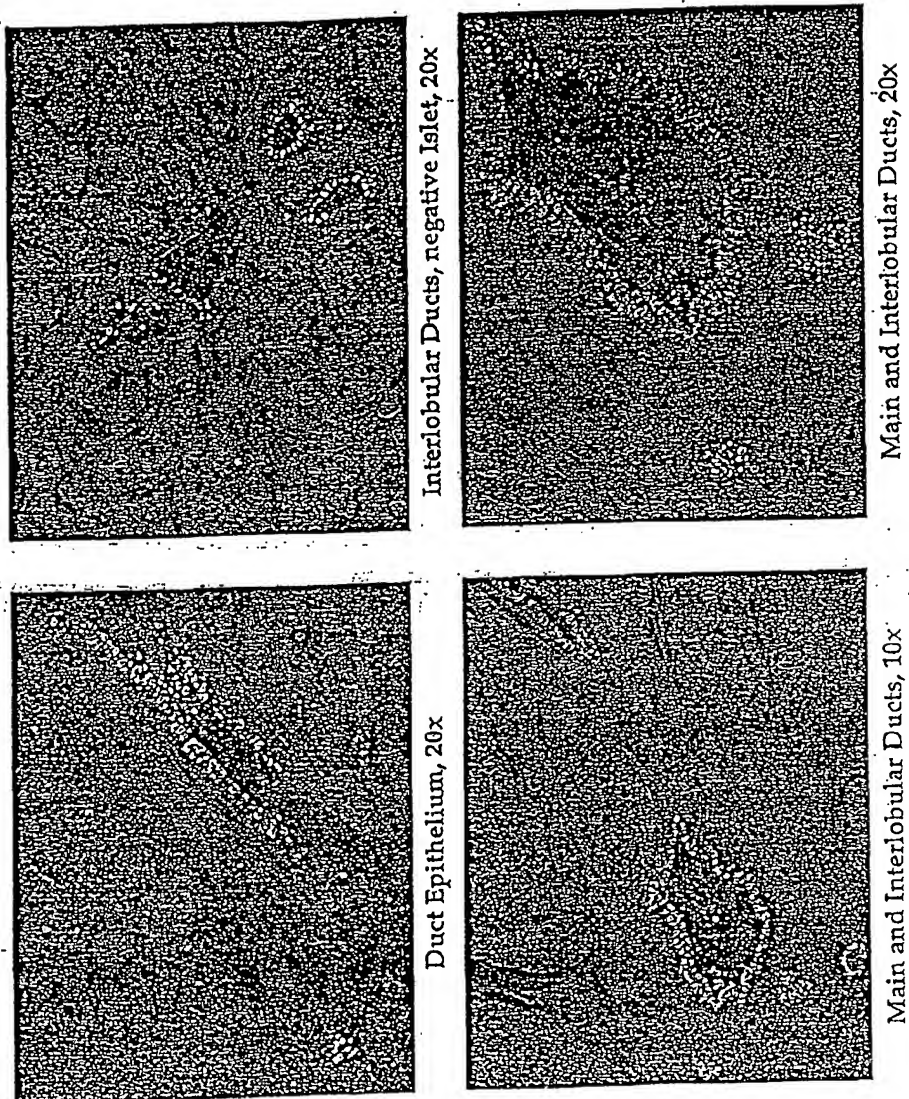 Duct Epithelium, 20x
Interlobular Ducts, negative Islet, 20x
Main and Interlobular Ducts, 10x
Main and Interlobular Ducts, 20x